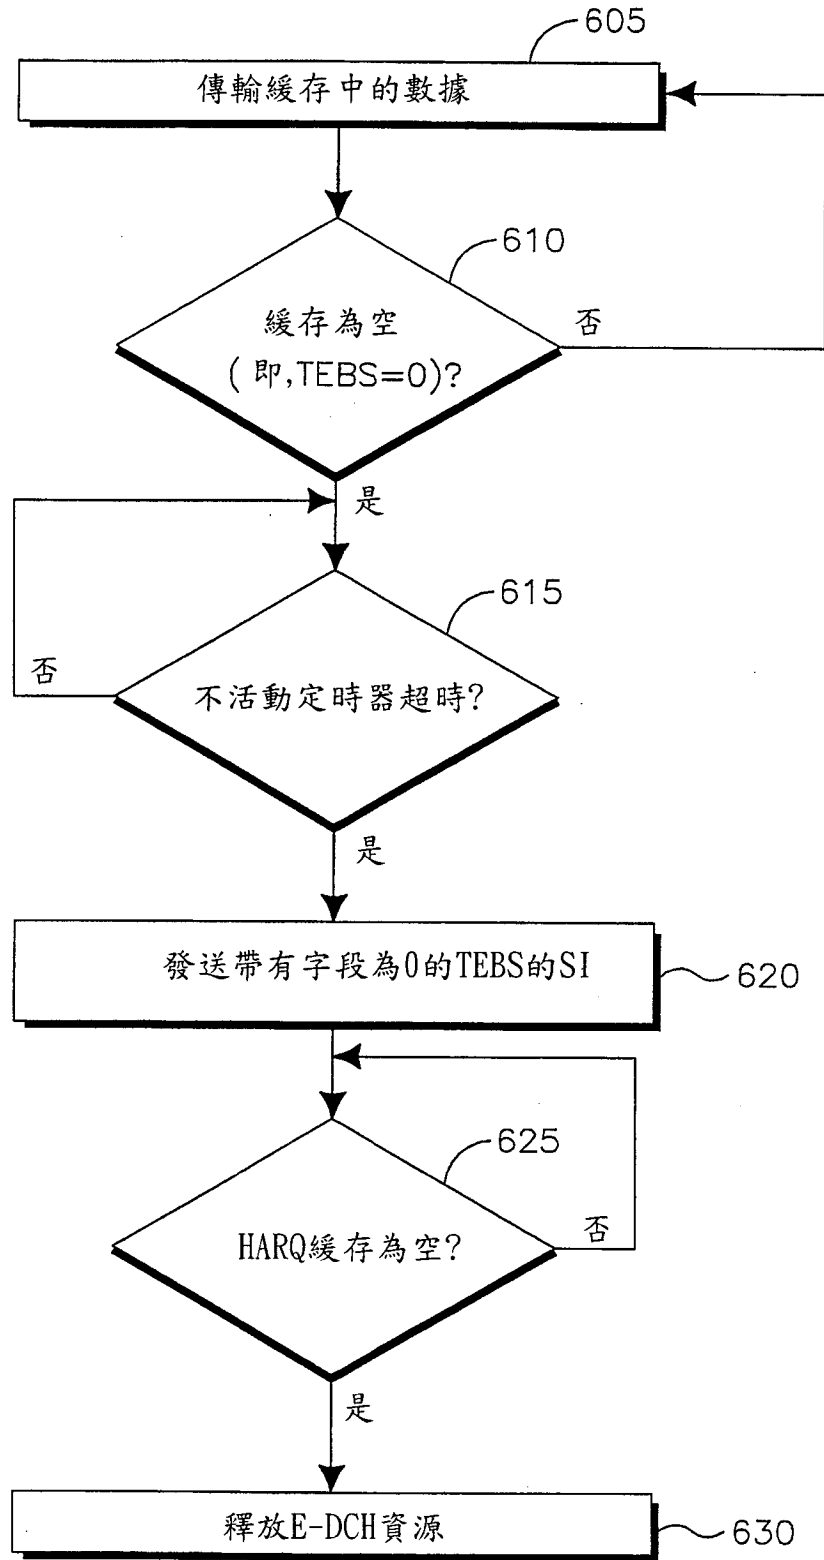 605
傳輸緩存中的數據
610
緩存為空
(即,TEBS=0)?
否
是
615
否
不活動定時器超時?
是
發送帶有字段為0的TEBS的SI
620
625
HARQ緩存為空?
否
是
釋放E-DCH資源
630